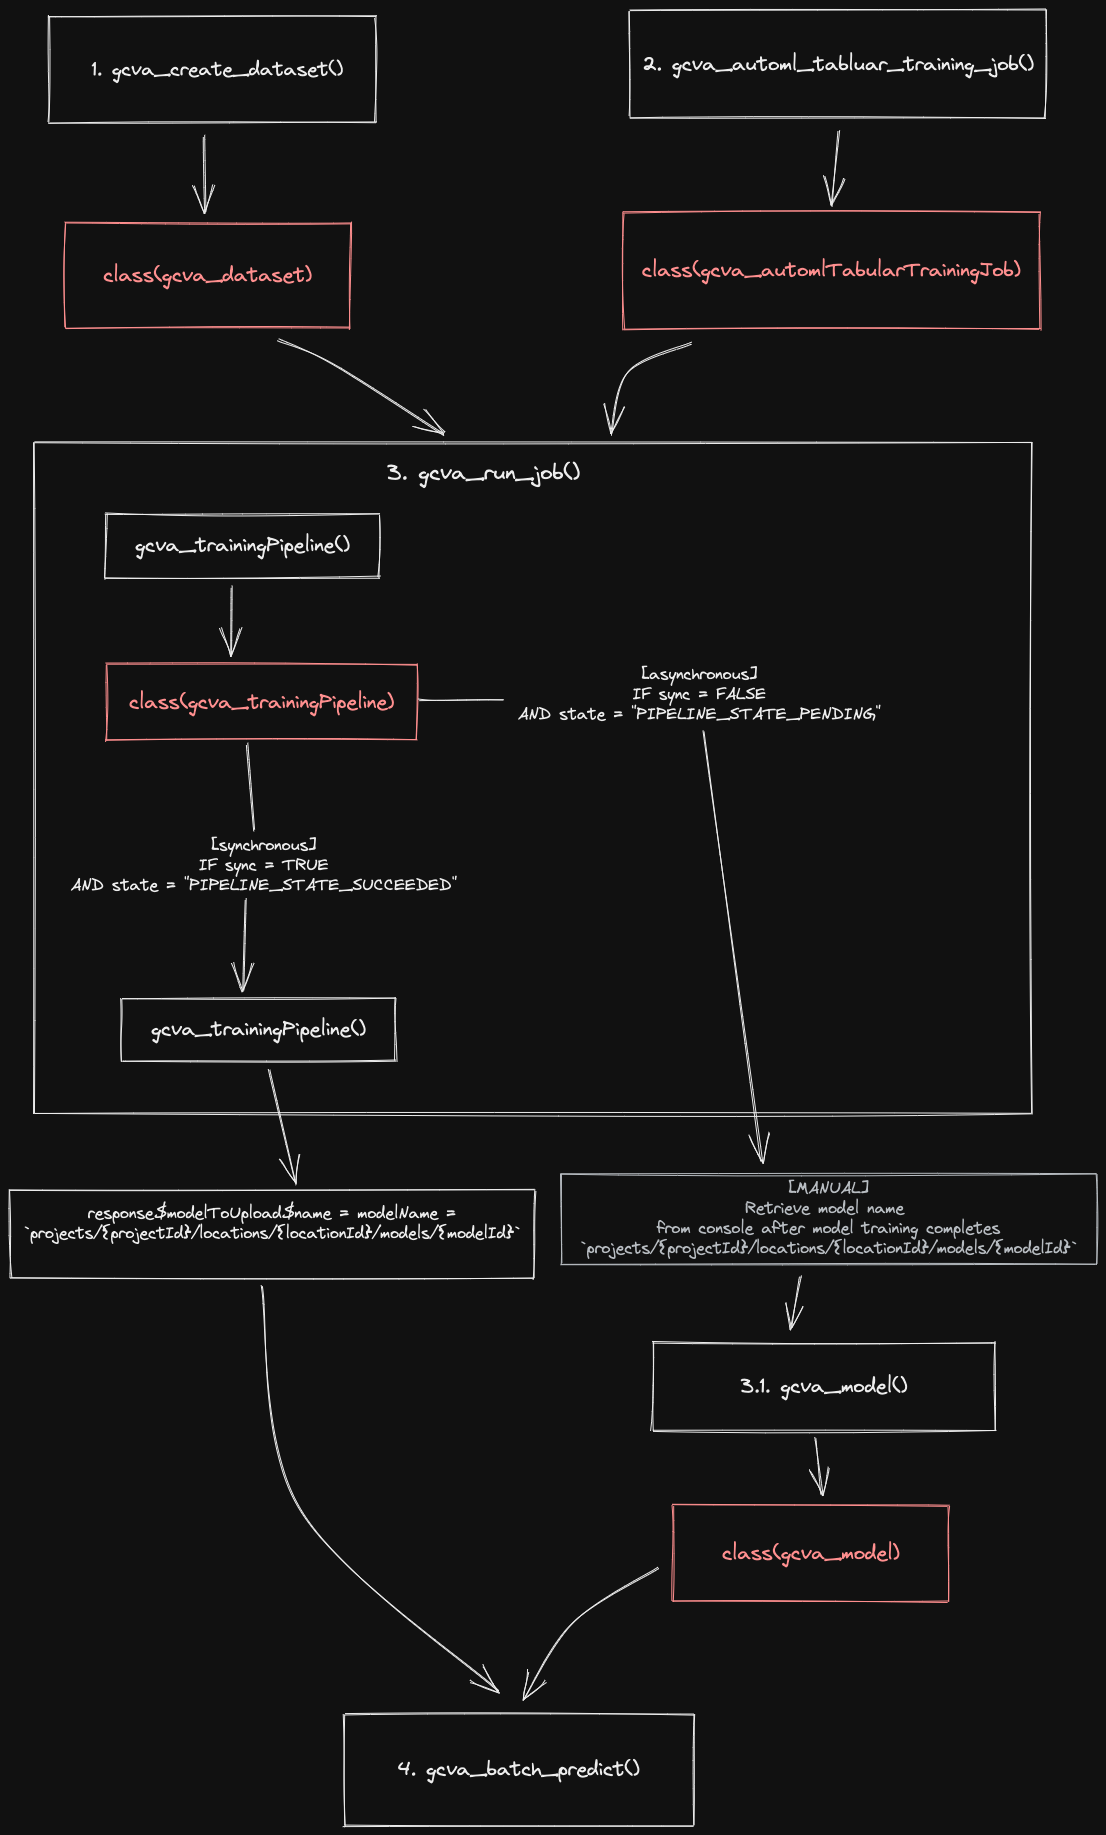 1. gcva_create_dataset()
2. gcva_automl_tabluar_training_job()
class(gcva_dataset)
class(gcva_automlTabularTrainingJob)
3. gcva_run_job()
gcva_trainingPipeline()
class(gcva_trainingPipeline)
[asynchronous]
IF sync = FALSE
AND state = "PIPELINE_STATE_PENDING"
[synchronous]
IF sync = TRUE
AND state = "PIPELINE_STATE_SUCCEEDED"
gcva_trainingPipeline()
response$modelToUpload$name = modelName =
`projects/{projectId}/locations/{locationId}/models/{modelId}`
[MANUAL]
Retrieve model name
from console after model training completes
`projects/{projectId}/locations/{locationId}/models/{modelId}`
3.1. gcva_model()
class(gcva_model)
4. gcva_batch_predict()